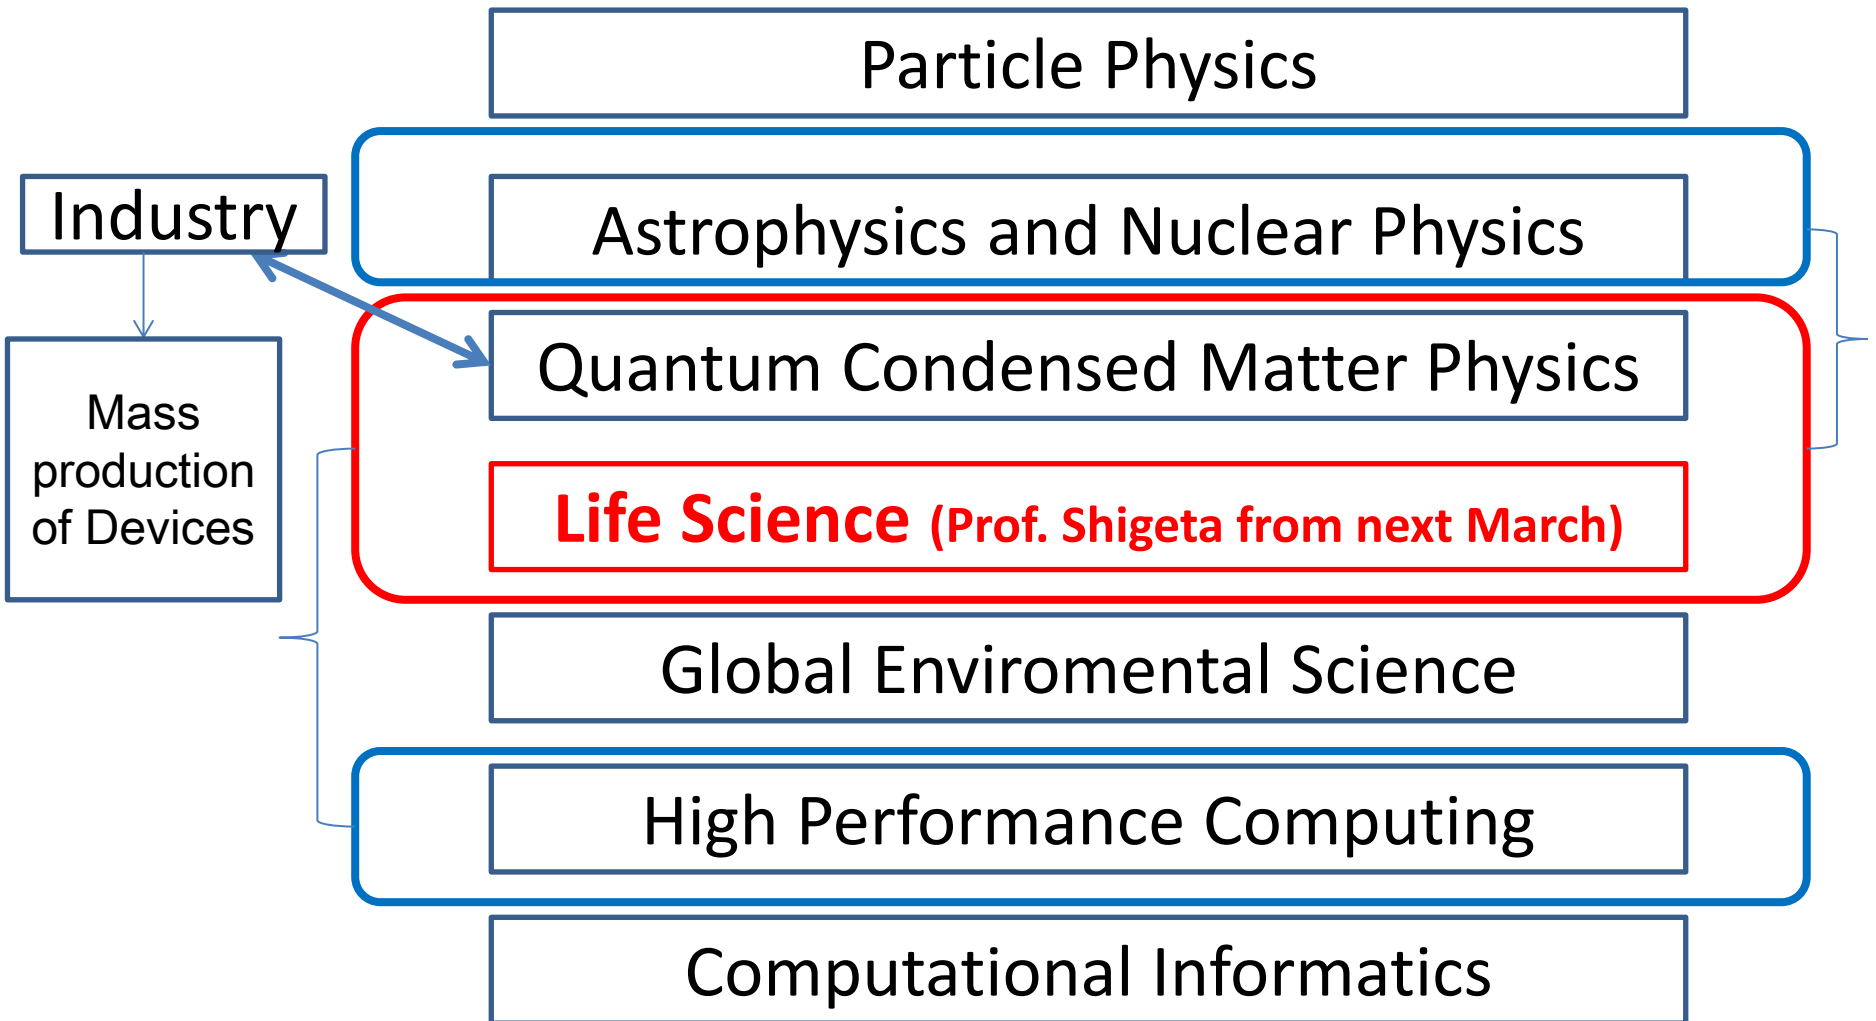 Particle Physics
Industry
Astrophysics and Nuclear Physics
Quantum Condensed Matter Physics
Mass
production
of Devices
Life Science (Prof. Shigeta from next March)
Global Enviromental Science
High Performance Computing
Computational Informatics